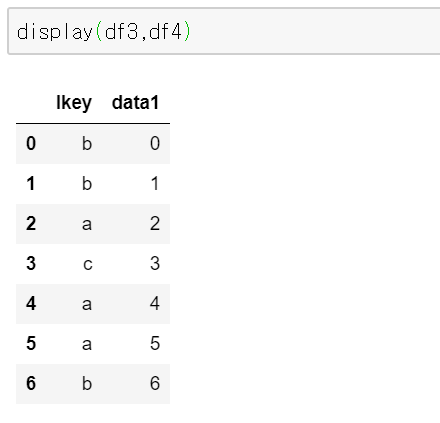 display(df3,df4)
lkey data1
0 b 0
1 b 1
2 a 2
3 c 3
4 a 4
5 a 5
6 b 6